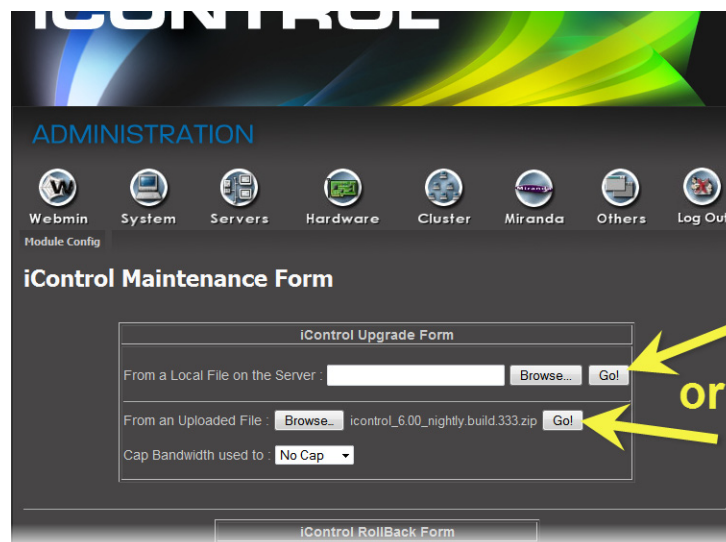 iCONTROL
ADMINISTRATION
Webmin System Servers Hardware Cluster Miranda Others Log Out
Module Config
iControl Maintenance Form
iControl Upgrade Form
From a Local File on the Server : Browse... Go!
or
From an Uploaded File : Browse... icontrol_6.00_nightly.build.333.zip Go!
Cap Bandwidth used to : No Cap
iControl RollBack Form